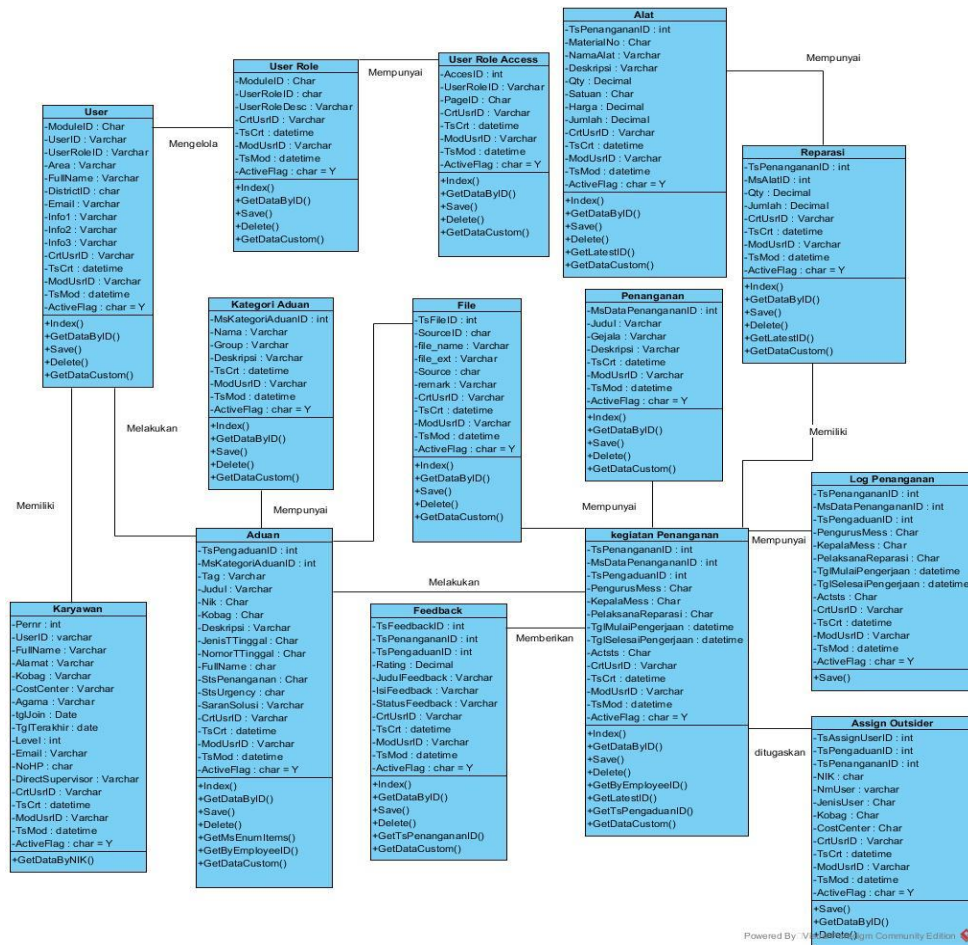 Alat
-TsPenangananID : int
-MaterialNo : Char
-NamaAlat : Varchar
-Deskripsi : Varchar
-Qty : Decimal
-Satuan : Char
-Harga : Decimal
-Jumlah : Decimal
-CrtUsrID : Varchar
-TsCrt : datetime
-ModUsrID : Varchar
-TsMod : datetime
-ActiveFlag : char = Y
+Index()
+GetDataByID()
+Save()
+Delete()
+GetLatestID()
+GetDataCustom()
User Role Access
-AccesID : int
-UserRoleID : Varchar
-PageID : Char
-CrtUsrID : Varchar
-TsCrt : datetime
-ModUsrID : Varchar
-TsMod : datetime
-ActiveFlag : char = Y
+Index()
+GetDataByID()
+Save()
+Delete()
+GetDataCustom()
User Role
-ModuleID : Char
-UserRoleID : char
-UserRoleDesc : Varchar
-CrtUsrID : Varchar
-TsCrt : datetime
-ModUsrID : Varchar
-TsMod : datetime
-ActiveFlag : char = Y
+Index()
+GetDataByID()
+Save()
+Delete()
+GetDataCustom()
Mempunyai
Mempunyai
User
-ModuleID : Char
-UserID : Varchar
-UserRoleID : Varchar
-Area : Varchar
-FullName : Varchar
-DistrictID : char
-Email : Varchar
-Info1 : Varchar
-Info2 : Varchar
-Info3 : Varchar
-CrtUsrID : Varchar
-TsCrt : datetime
-ModUsrID : Varchar
-TsMod : datetime
-ActiveFlag : char = Y
+Index()
+GetDataByID()
+Save()
+Delete()
+GetDataCustom()
Mengelola
Reparasi
-TsPenangananID : int
-MsAlatID : int
-Qty : Decimal
-Jumlah : Decimal
-CrtUsrID : Varchar
-TsCrt : datetime
-ModUsrID : Varchar
-TsMod : datetime
-ActiveFlag : char = Y
+Index()
+GetDataByID()
+Save()
+Delete()
+GetLatestID()
+GetDataCustom()
Kategori Aduan
-MsKategoriAduanID : int
-Nama : Varchar
-Group : Varchar
-Deskripsi : Varchar
-TsCrt : datetime
-ModUsrID : Varchar
-TsMod : datetime
-ActiveFlag : char = Y
+Index()
+GetDataByID()
+Save()
+Delete()
+GetDataCustom()
File
-TsFileID : int
-SourceID : char
-file_name : Varchar
-file_ext : Varchar
-Source : char
-remark : Varchar
-CrtUsrID : Varchar
-TsCrt : datetime
-ModUsrID : Varchar
-TsMod : datetime
-ActiveFlag : char = Y
+Index()
+GetDataByID()
+Save()
+Delete()
+GetDataCustom()
Penanganan
-MsDataPenangananID : int
-Judul : Varchar
-Gejala : Varchar
-Deskripsi : Varchar
-TsCrt : datetime
-ModUsrID : Varchar
-TsMod : datetime
-ActiveFlag : char = Y
+Index()
+GetDataByID()
+Save()
+Delete()
+GetDataCustom()
Melakukan
Memiliki
Memiliki
Mempunyai
Mempunyai
Mempunyai
Log Penanganan
-TsPenangananID : int
-MsDataPenangananID : int
-TsPengaduanID : int
-PengurusMess : Char
-KepalaMess : Char
-PelaksanaReparasi : Char
-TglMulaiPengerjaan : datetime
-TglSelesaiPengerjaan : datetime
-Actsts : Char
-CrtUsrID : Varchar
-TsCrt : datetime
-ModUsrID : Varchar
-TsMod : datetime
-ActiveFlag : char = Y
+Save()
Aduan
-TsPengaduanID : int
-MsKategoriAduanID : int
-Tag : Varchar
-Judul : Varchar
-Nik : Char
-Kobag : Char
-Deskripsi : Varchar
-JenisTTinggal : Char
-NomorTTinggal : Char
-FullName : char
-StsPenanganan : Char
-StsUrgency : char
-SaranSolusi : Varchar
-CrtUsrID : Varchar
-TsCrt : datetime
-ModUsrID : Varchar
-TsMod : datetime
-ActiveFlag : char = Y
+Index()
+GetDataByID()
+Save()
+Delete()
+GetMsEnumItems()
+GetByEmployeeID()
+GetDataCustom()
kegiatan Penanganan
-TsPenangananID : int
-MsDataPenangananID : int
-TsPengaduanID : int
-PengurusMess : Char
-KepalaMess : Char
-PelaksanaReparasi : Char
-TglMulaiPengerjaan : datetime
-TglSelesaiPengerjaan : datetime
-Actsts : Char
-CrtUsrID : Varchar
-TsCrt : datetime
-ModUsrID : Varchar
-TsMod : datetime
-ActiveFlag : char = Y
+Index()
+GetDataByID()
+Save()
+Delete()
+GetByEmployeeID()
+GetLatestID()
+GetTsPengaduanID()
+GetDataCustom()
Melakukan
Karyawan
-Pernr : int
-UserID : varchar
-FullName : Varchar
-Alamat : Varchar
-Kobag : Varchar
-CostCenter : Varchar
-Agama : Varchar
-tglJoin : Date
-TglTerakhir : date
-Level : int
-Email : Varchar
-NoHP : char
-DirectSupervisor : Varchar
-CrtUsrID : Varchar
-TsCrt : datetime
-ModUsrID : Varchar
-TsMod : datetime
-ActiveFlag : char = Y
+GetDataByNIK()
Feedback
-TsFeedbackID : int
-TsPenangananID : int
-TsPengaduanID : int
-Rating : Decimal
-JudulFeedback : Varchar
-IsiFeedback : Varchar
-StatusFeedback : Varchar
-CrtUsrID : Varchar
-TsCrt : datetime
-ModUsrID : Varchar
-TsMod : datetime
-ActiveFlag : char = Y
+Index()
+GetDataByID()
+Save()
+Delete()
+GetTsPenangananID()
+GetDataCustom()
Memberikan
ditugaskan
Assign Outsider
-TsAssignUserID : int
-TsPengaduanID : int
-TsPenangananID : int
-NIK : char
-NmUser : varchar
-JenisUser : char
-Kobag : Char
-CostCenter : Char
-CrtUsrID : Varchar
-TsCrt : datetime
-ModUsrID : Varchar
-TsMod : datetime
-ActiveFlag : char = Y
+Save()
+GetDataByID()
+Delete()
Powered By Visual Paradigm Community Edition